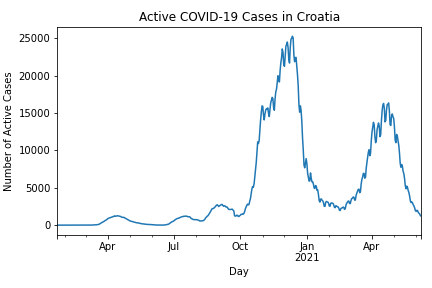 Active COVID-19 Cases in Croatia
Number of Active Cases
25000
20000
15000
10000
5000
0
Apr
Jul
Oct
Jan
2021
Apr
Day